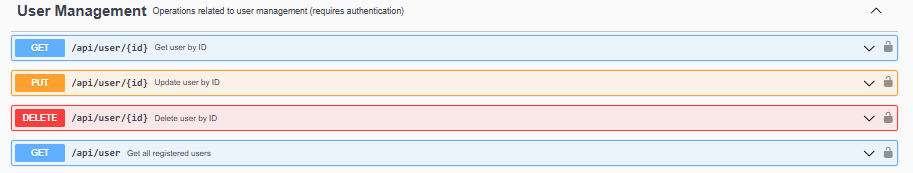 User Management Operations related to user management (requires authentication)
GET /api/user/{id} Get user by ID
PUT /api/user/{id} Update user by ID
DELETE /api/user/{id} Delete user by ID
GET /api/user Get all registered users